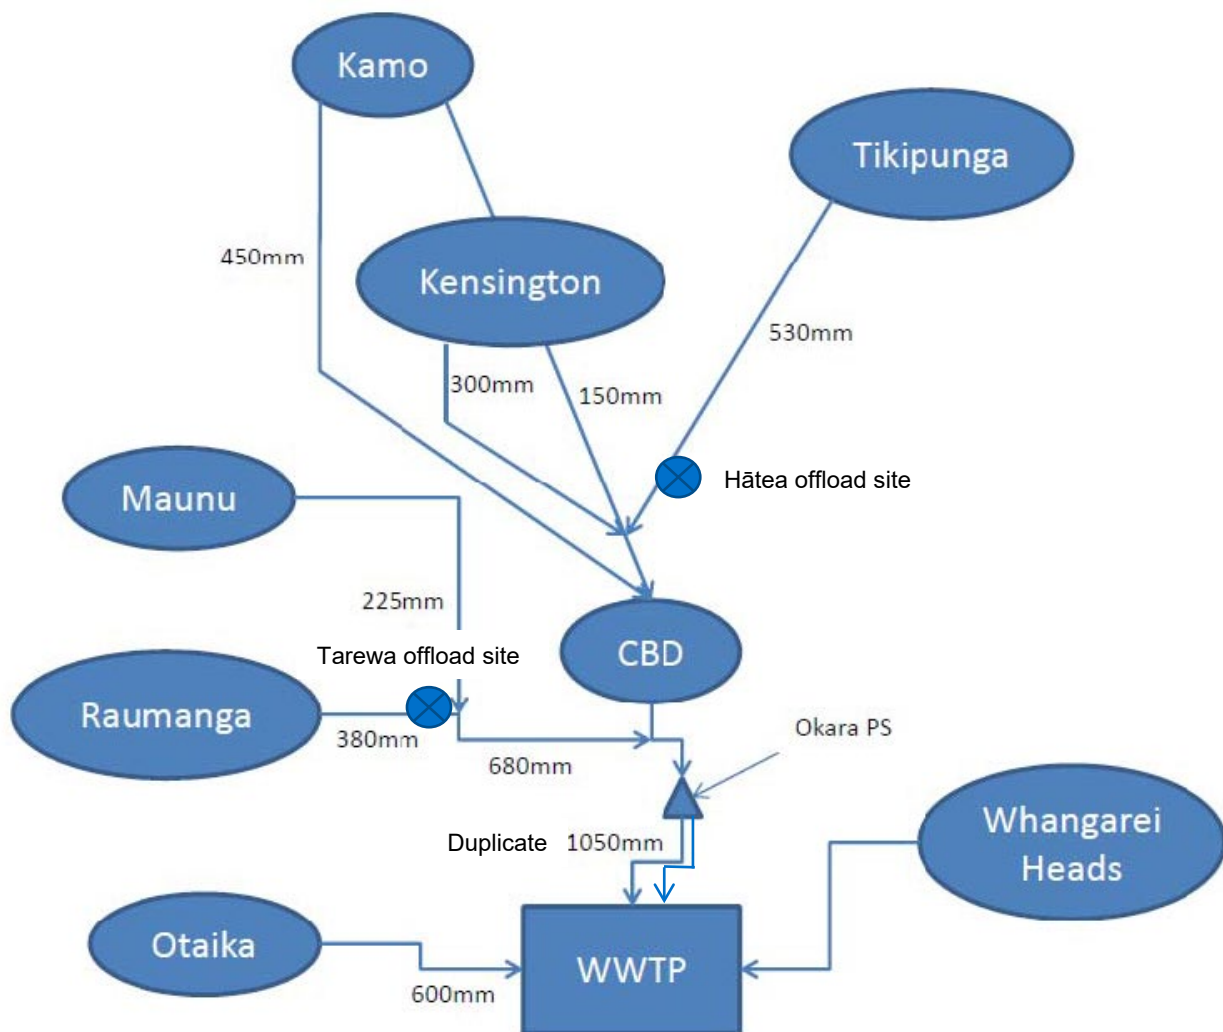 Kamo
Tikipunga
450mm
Kensington
530mm
300mm
150mm
Hātea offload site
Maunu
225mm
Tarewa offload site
CBD
Raumanga
380mm
680mm
Okara PS
Duplicate 1050mm
Whangarei
Heads
Otaika
600mm
WWTP